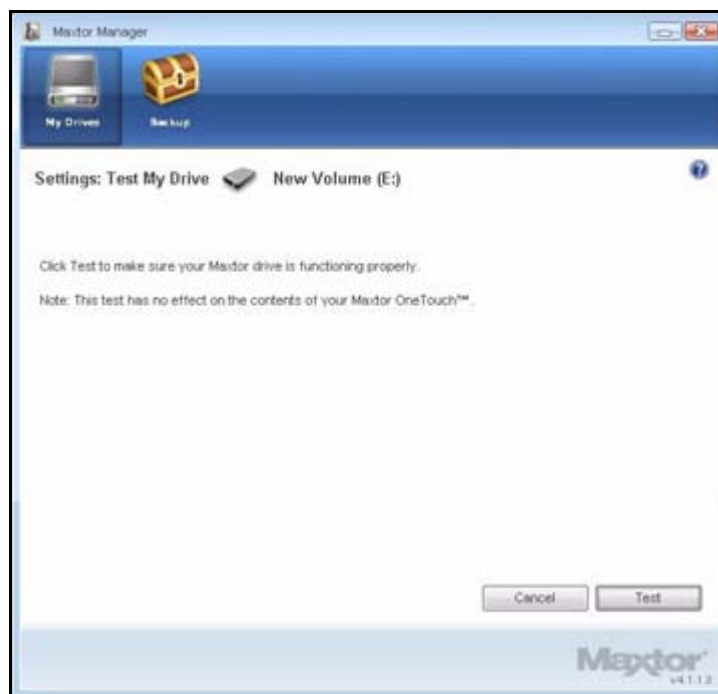 Maxtor Manager
My Drives
Backup
Settings: Test My Drive New Volume (E:)
?
Click Test to make sure your Maxtor drive is functioning properly.
Note: This test has no effect on the contents of your Maxtor OneTouch™.
Cancel
Test
Maxtor